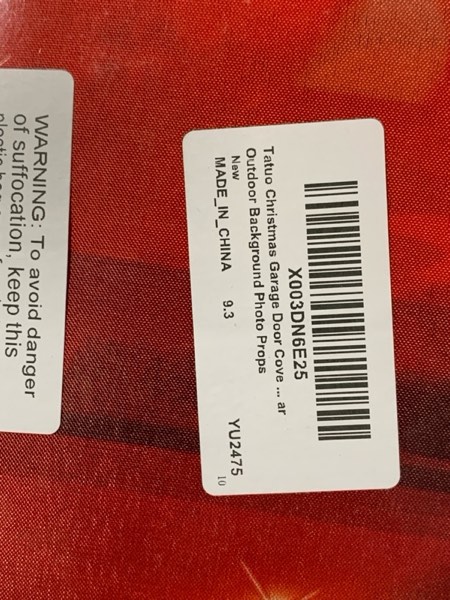 X003DN6E25
Tatuo Christmas Garage Door Cove ... ar
Outdoor Background Photo Props
New
MADE_IN_CHINA 9.3 YU2475
10
WARNING: To avoid danger
of suffocation, keep this